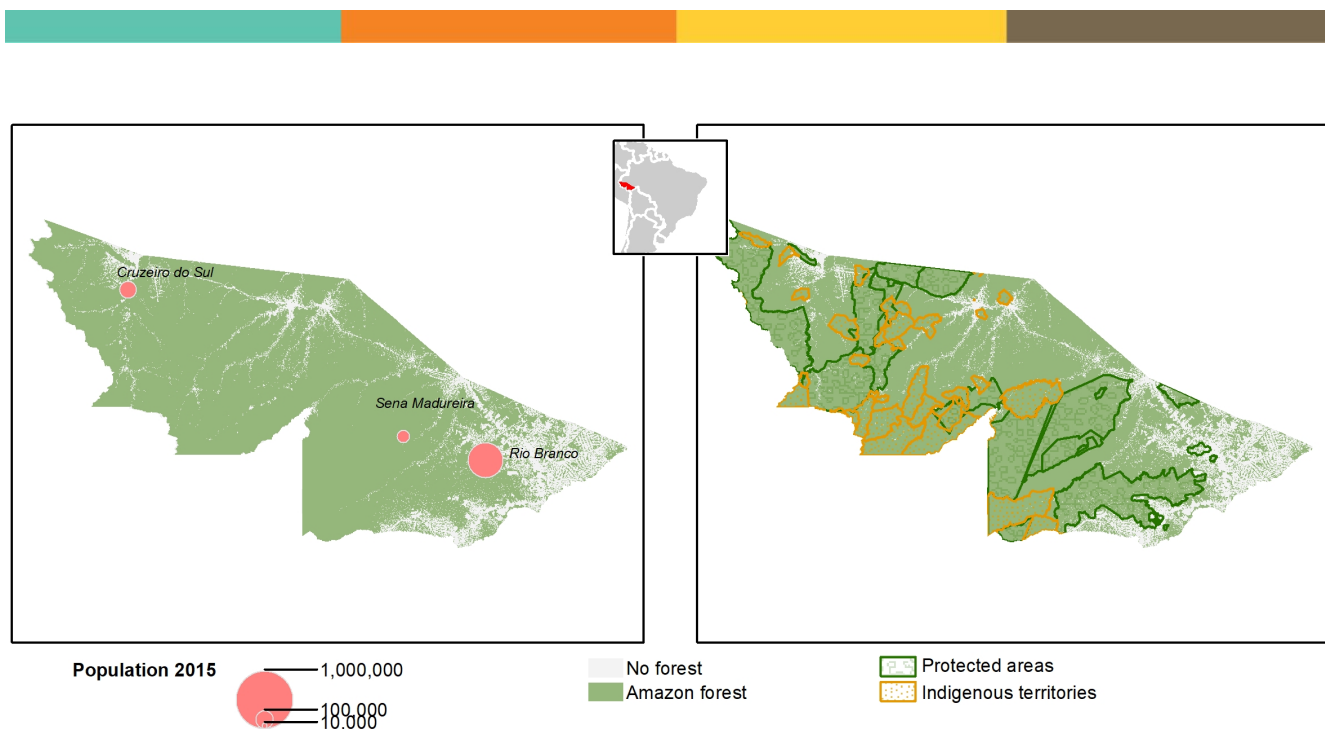 Cruzeiro do Sul
Sena Madureira
Rio Branco
Population 2015
1,000,000
100,000
10,000
No forest
Amazon forest
Protected areas
Indigenous territories